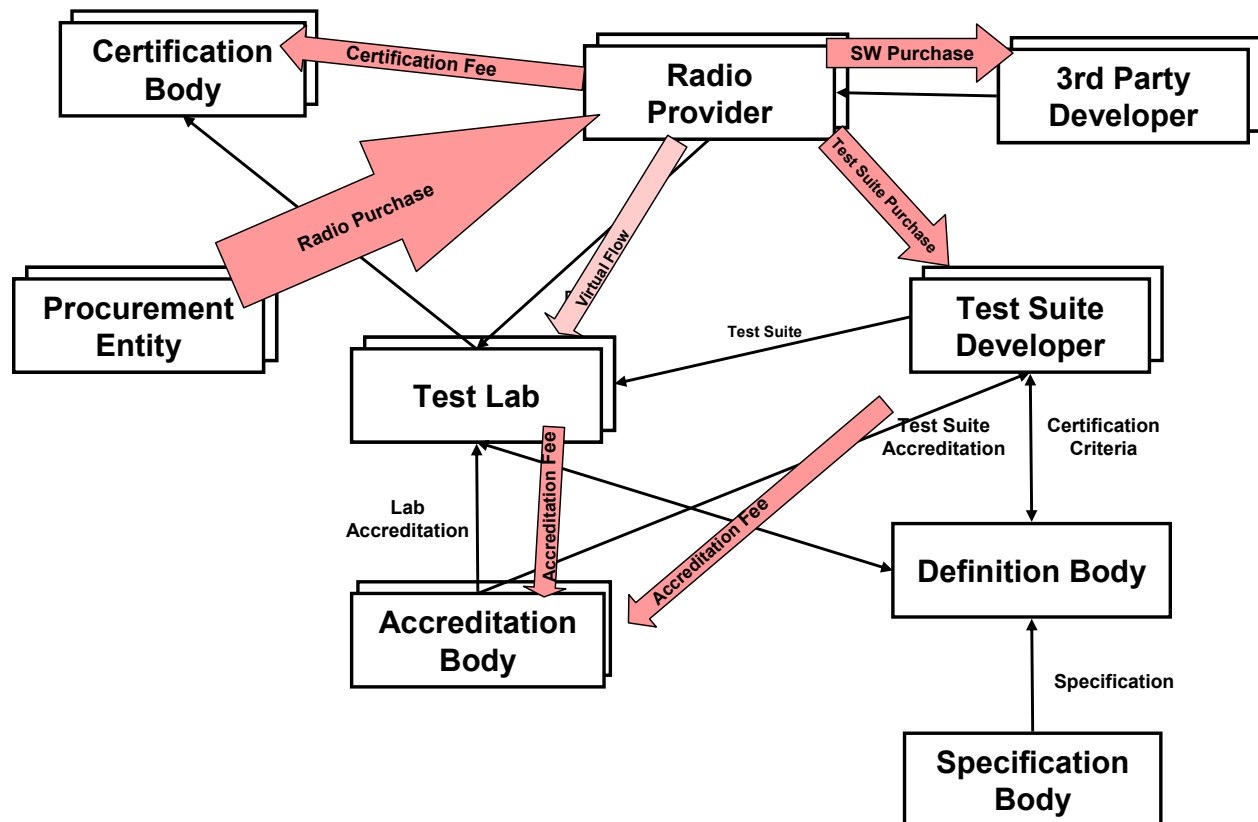 Certification
Body
Certification Fee
Radio
Provider
SW Purchase
3rd Party
Developer
Radio Purchase
Virtual Flow
Test Suite Purchase
Procurement
Entity
Test Suite
Test Suite
Developer
Test Lab
Lab
Accreditation
Accreditation Fee
Test Suite
Accreditation
Accreditation Fee
Certification
Criteria
Definition Body
Accreditation
Body
Specification
Specification
Body